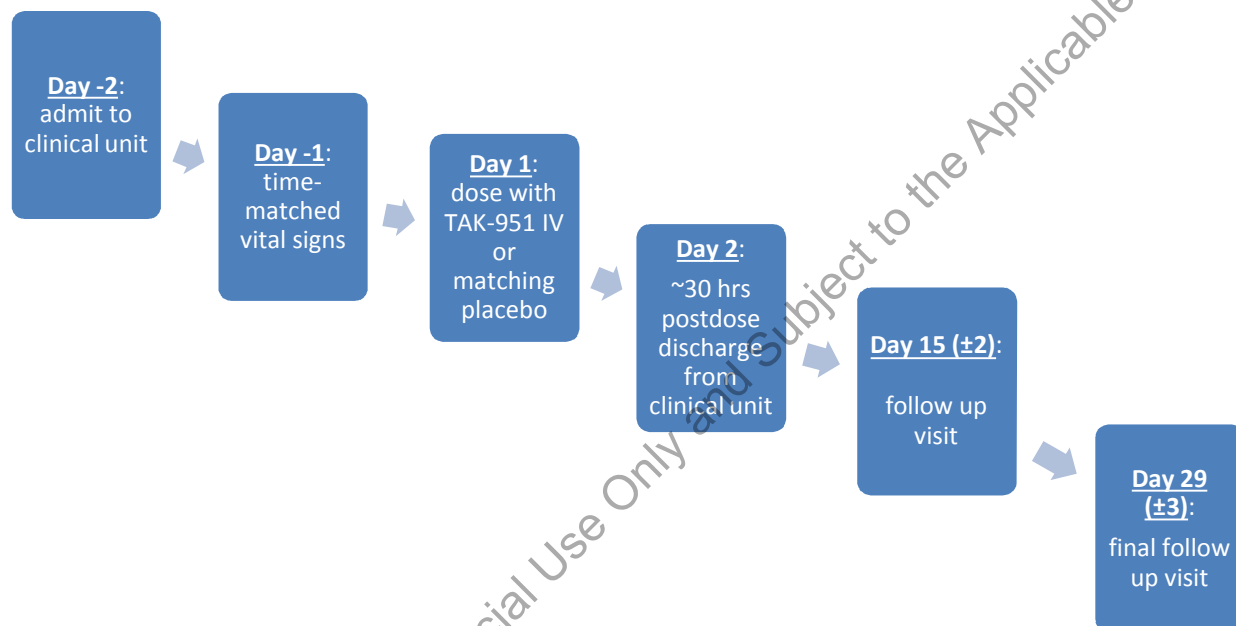 Day -2:
admit to
clinical unit
Day -1:
time-
matched
vital signs
Day 1:
dose with
TAK-951 IV
or
matching
placebo
Day 2:
~30 hrs
postdose
discharge
from
clinical unit
Day 15 (±2):
follow up
visit
Day 29
(±3):
final follow
up visit
cial Use Only and Subject to the Applicable